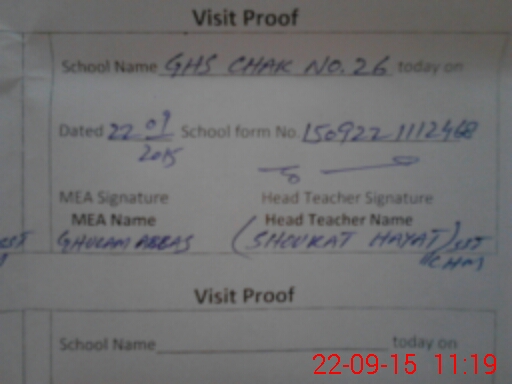 Visit Proof
School Name GHS CHAK NO. 26 today on
Dated 22 09 2015 School form No. 150922 1112468
MEA Signature Head Teacher Signature
MEA Name Head Teacher Name
GHULAM ABBAS (SHOUKAT HAYAT) SST
Visit Proof
School Name today on
22-09-15 11:19